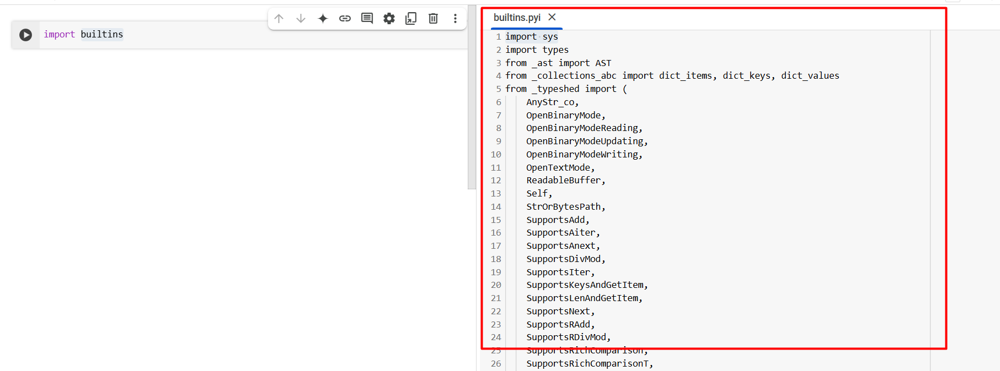 import builtins
builtins.pyi
1 import sys
2 import types
3 from _ast import AST
4 from _collections_abc import dict_items, dict_keys, dict_values
5 from _typeshed import (
6 AnyStr_co,
7 OpenBinaryMode,
8 OpenBinaryModeReading,
9 OpenBinaryModeUpdating,
10 OpenBinaryModeWriting,
11 OpenTextMode,
12 ReadableBuffer,
13 Self,
14 StrOrBytesPath,
15 SupportsAdd,
16 SupportsAiter,
17 SupportsAnext,
18 SupportsDivMod,
19 SupportsIter,
20 SupportsKeysAndGetItem,
21 SupportsLenAndGetItem,
22 SupportsNext,
23 SupportsRAdd,
24 SupportsRDivMod,
25 SupportsRichComparison,
26 SupportsRichComparisonT,